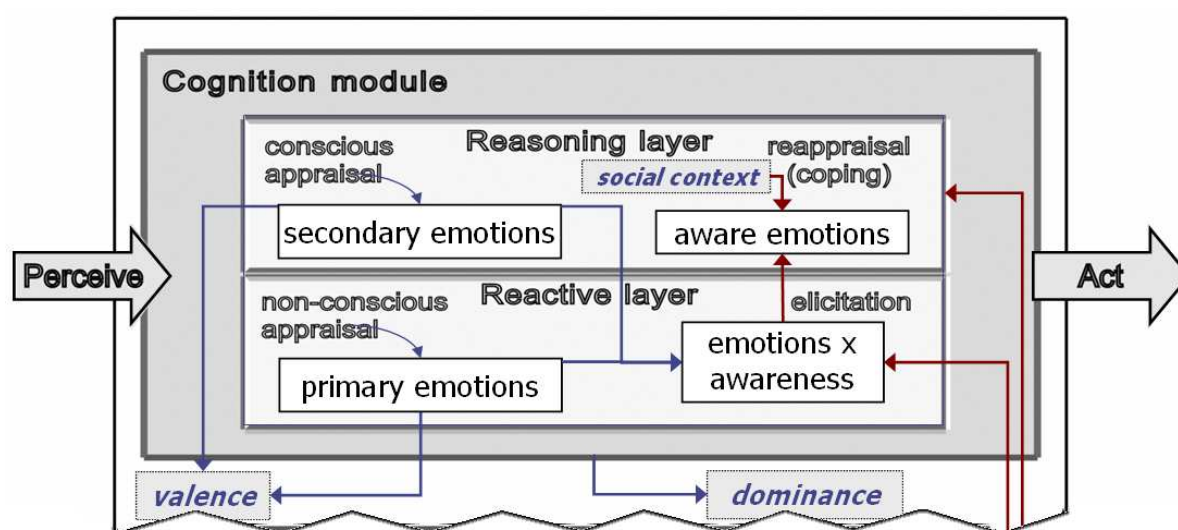 Cognition module
conscious
appraisal
Reasoning layer
reappraisal
(coping)
social context
secondary emotions
aware emotions
Perceive
Act
non-conscious
appraisal
Reactive layer
elicitation
emotions x
awareness
primary emotions
valence
dominance